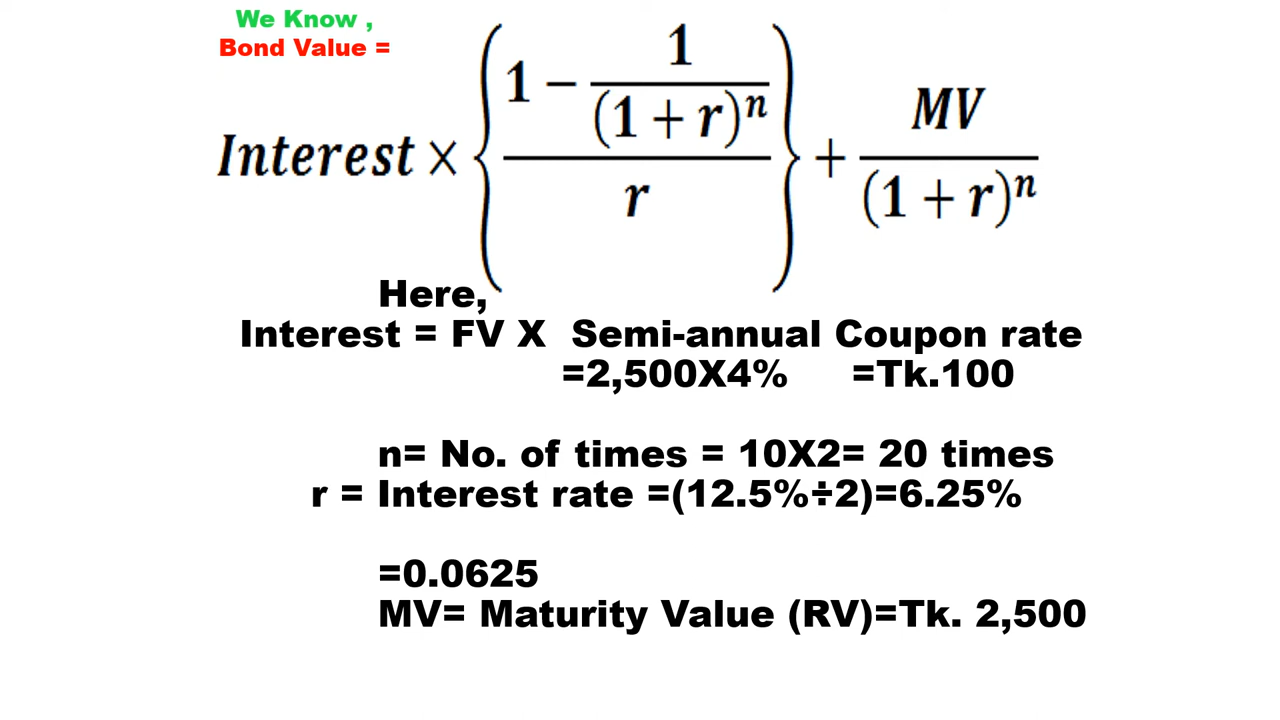 We Know ,
Bond Value =
Interest × { (1 − 1/(1 + r)^n) / r } + MV/(1 + r)^n
Here,
Interest = FV X Semi-annual Coupon rate
=2,500X4% =Tk.100
n= No. of times = 10X2= 20 times
r = Interest rate =(12.5%÷2)=6.25%
=0.0625
MV= Maturity Value (RV)=Tk. 2,500